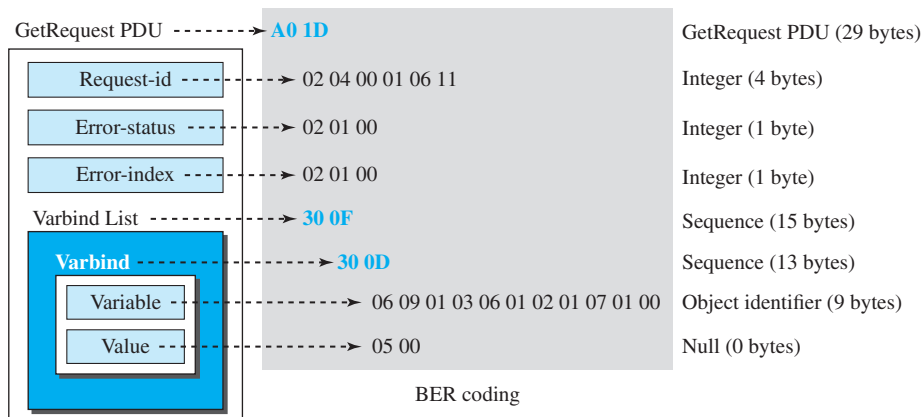 GetRequest PDU A0 1D GetRequest PDU (29 bytes)
Request-id 02 04 00 01 06 11 Integer (4 bytes)
Error-status 02 01 00 Integer (1 byte)
Error-index 02 01 00 Integer (1 byte)
Varbind List 30 0F Sequence (15 bytes)
Varbind 30 0D Sequence (13 bytes)
Variable 06 09 01 03 06 01 02 01 07 01 00 Object identifier (9 bytes)
Value 05 00 Null (0 bytes)
BER coding